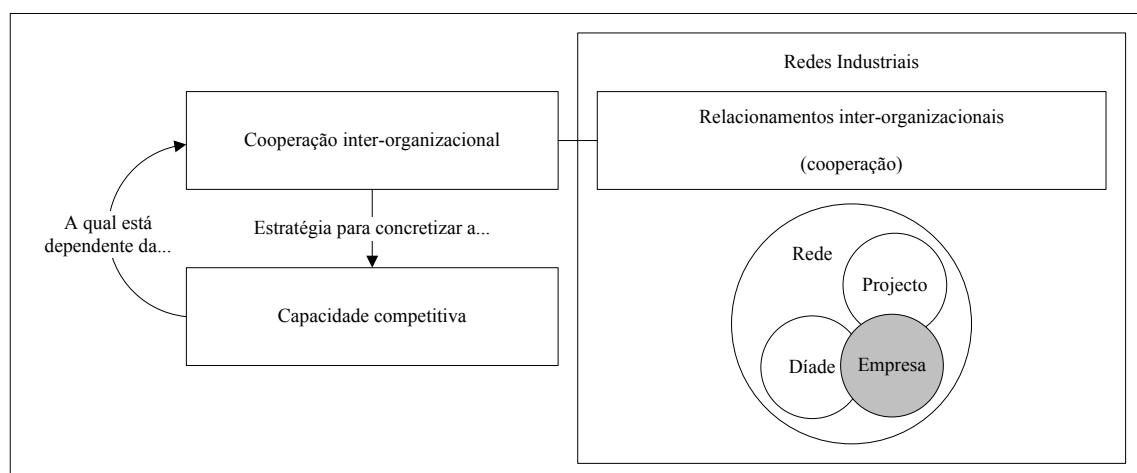 Redes Industriais
Cooperação inter-organizacional
Relacionamentos inter-organizacionais
(cooperação)
A qual está
dependente da...
Estratégia para concretizar a...
Capacidade competitiva
Rede
Projecto
Díade
Empresa